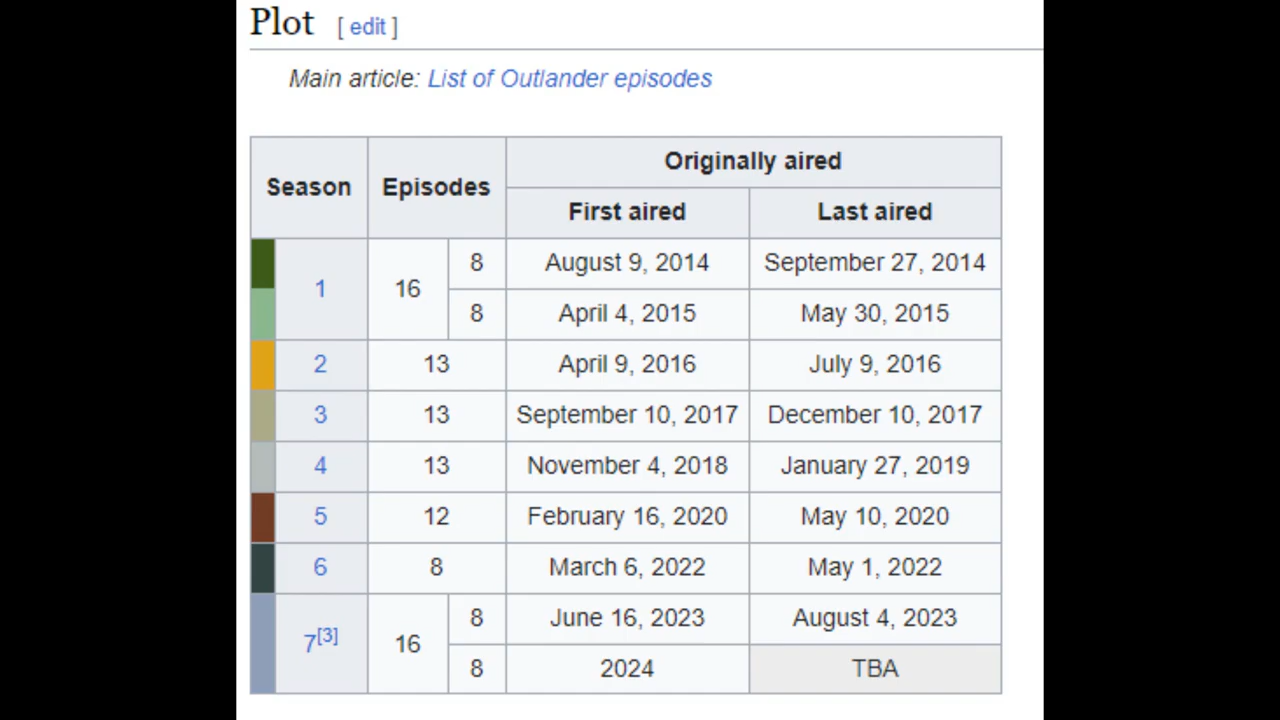 Plot [ edit ]
Main article: List of Outlander episodes
Season Episodes Originally aired
First aired Last aired
1 16 8 August 9, 2014 September 27, 2014
8 April 4, 2015 May 30, 2015
2 13 April 9, 2016 July 9, 2016
3 13 September 10, 2017 December 10, 2017
4 13 November 4, 2018 January 27, 2019
5 12 February 16, 2020 May 10, 2020
6 8 March 6, 2022 May 1, 2022
7[3] 16 8 June 16, 2023 August 4, 2023
8 2024 TBA